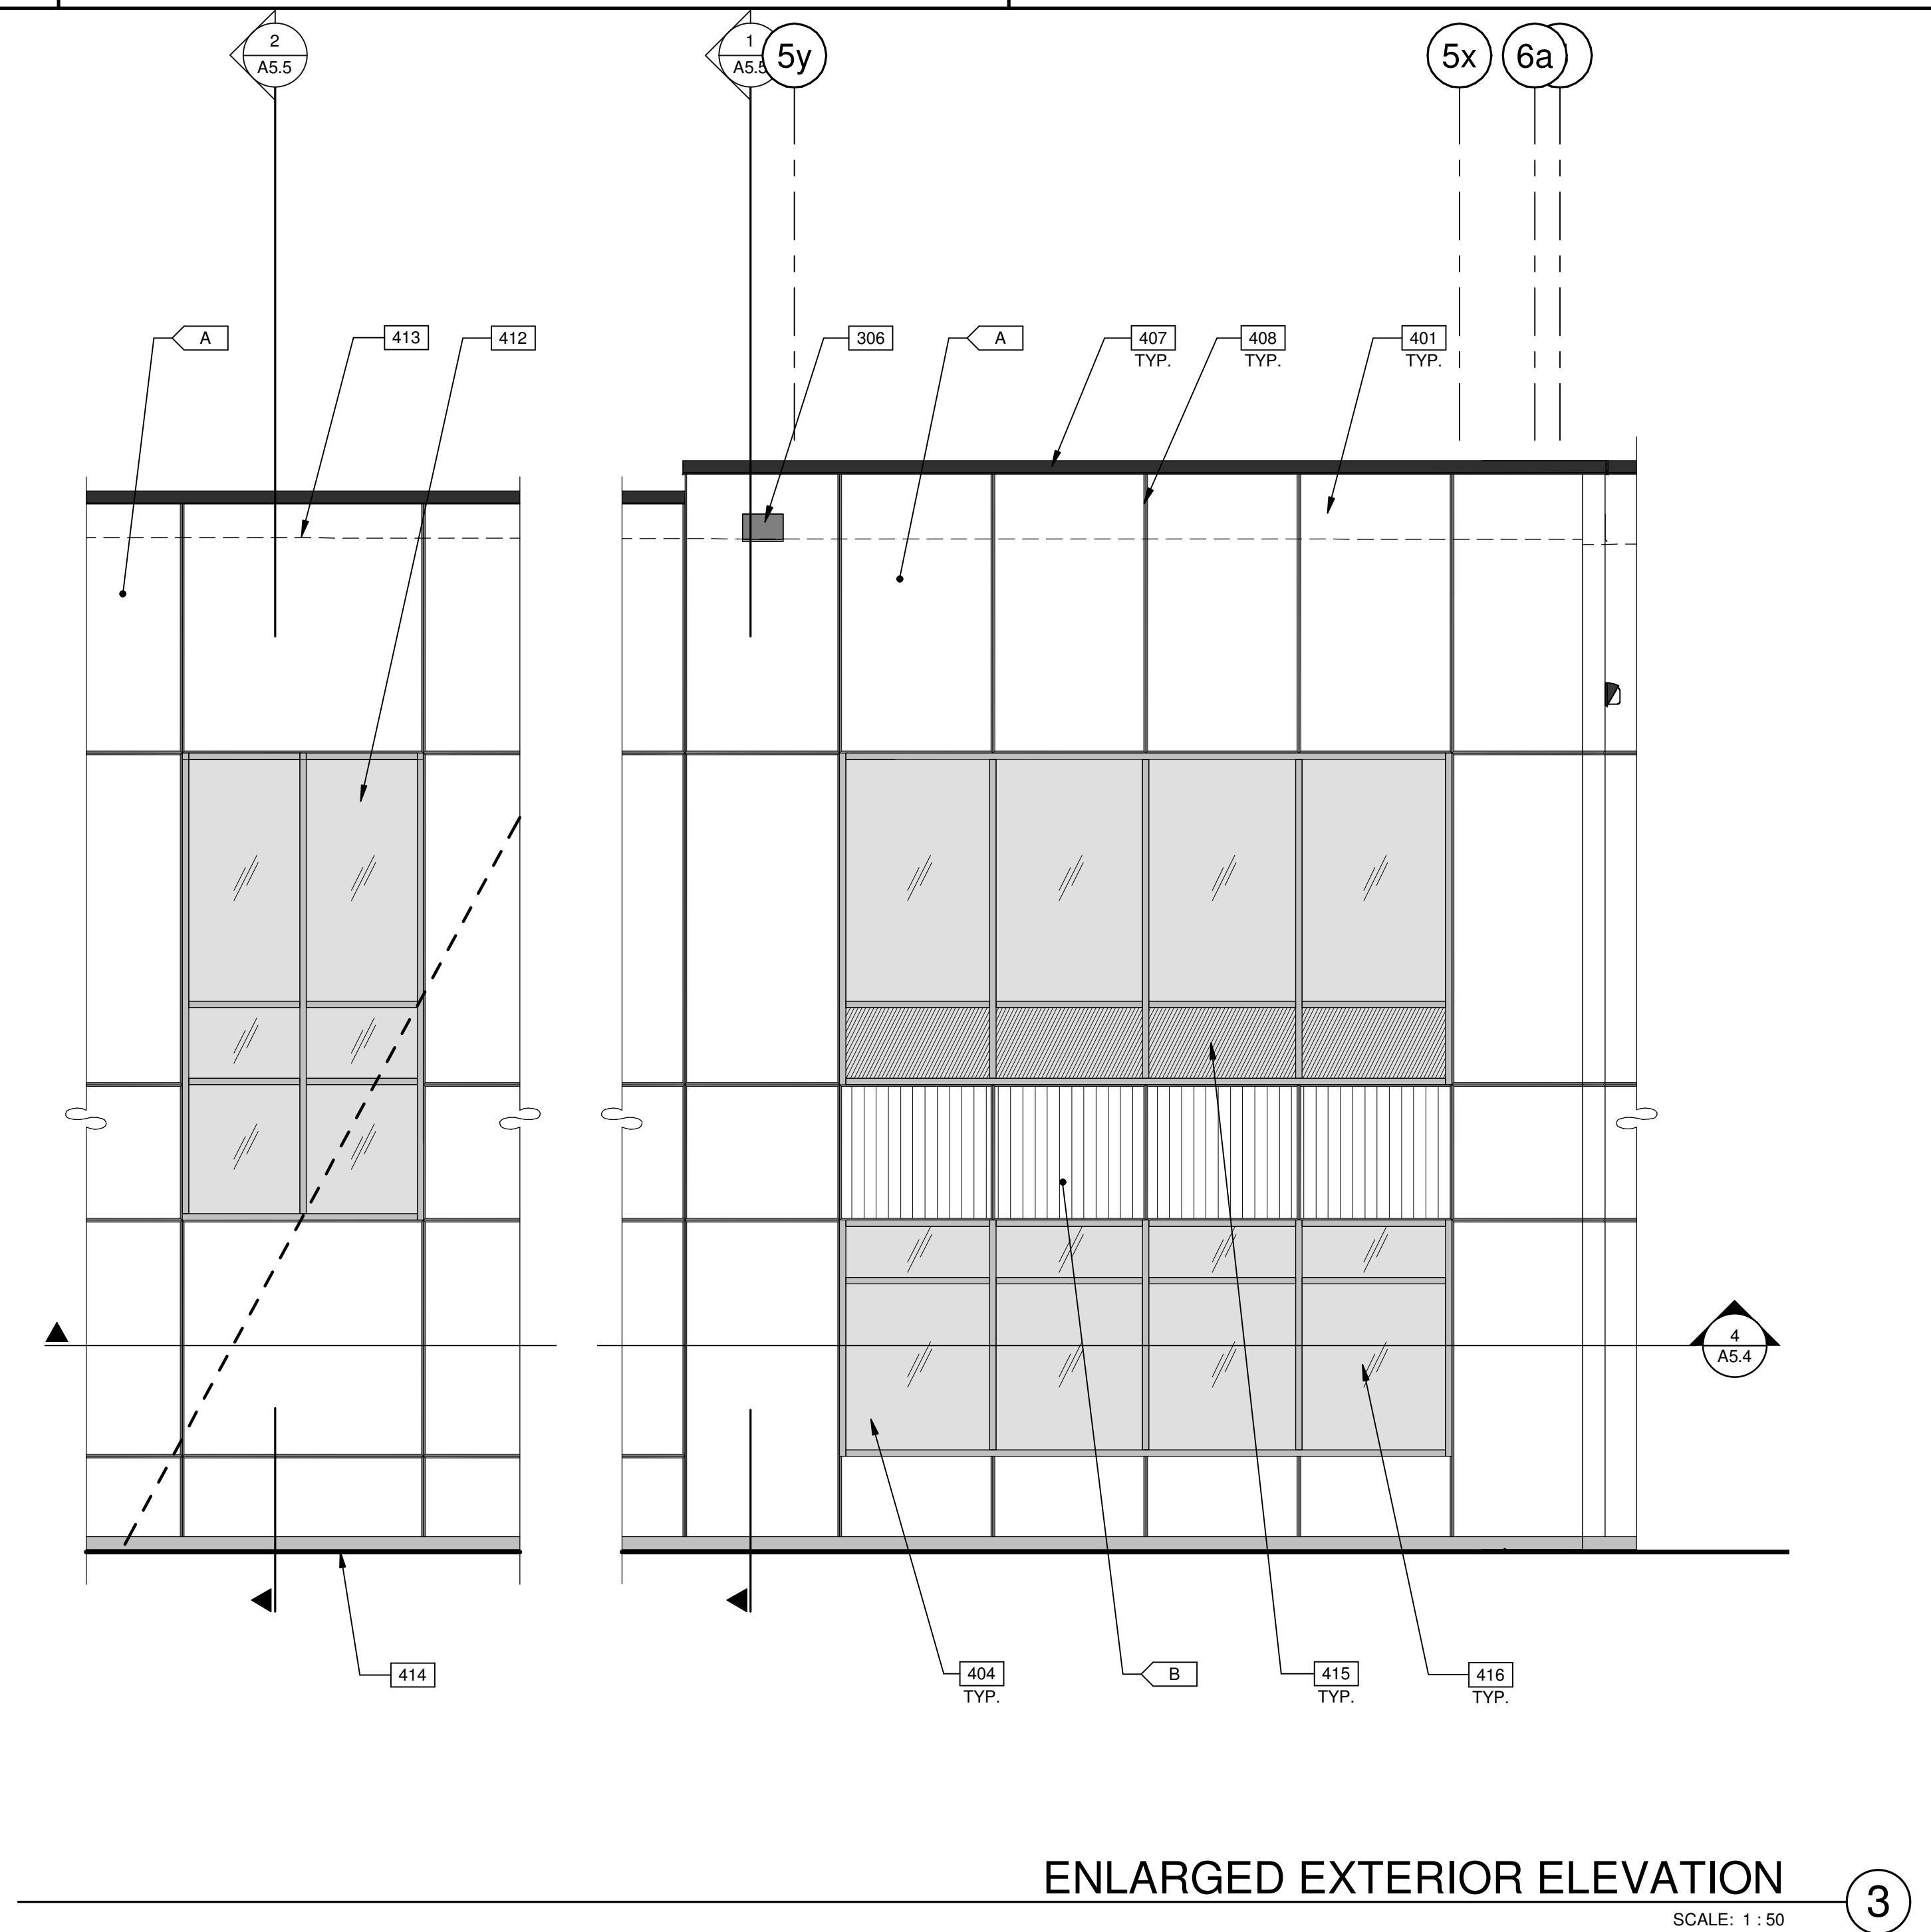 2
A5.5
1
A5.5
5y
5x
6a
A
413
412
306
A
407
TYP.
408
TYP.
401
TYP.
4
A5.4
414
404
TYP.
B
415
TYP.
416
TYP.
ENLARGED EXTERIOR ELEVATION
3
SCALE: 1 : 50